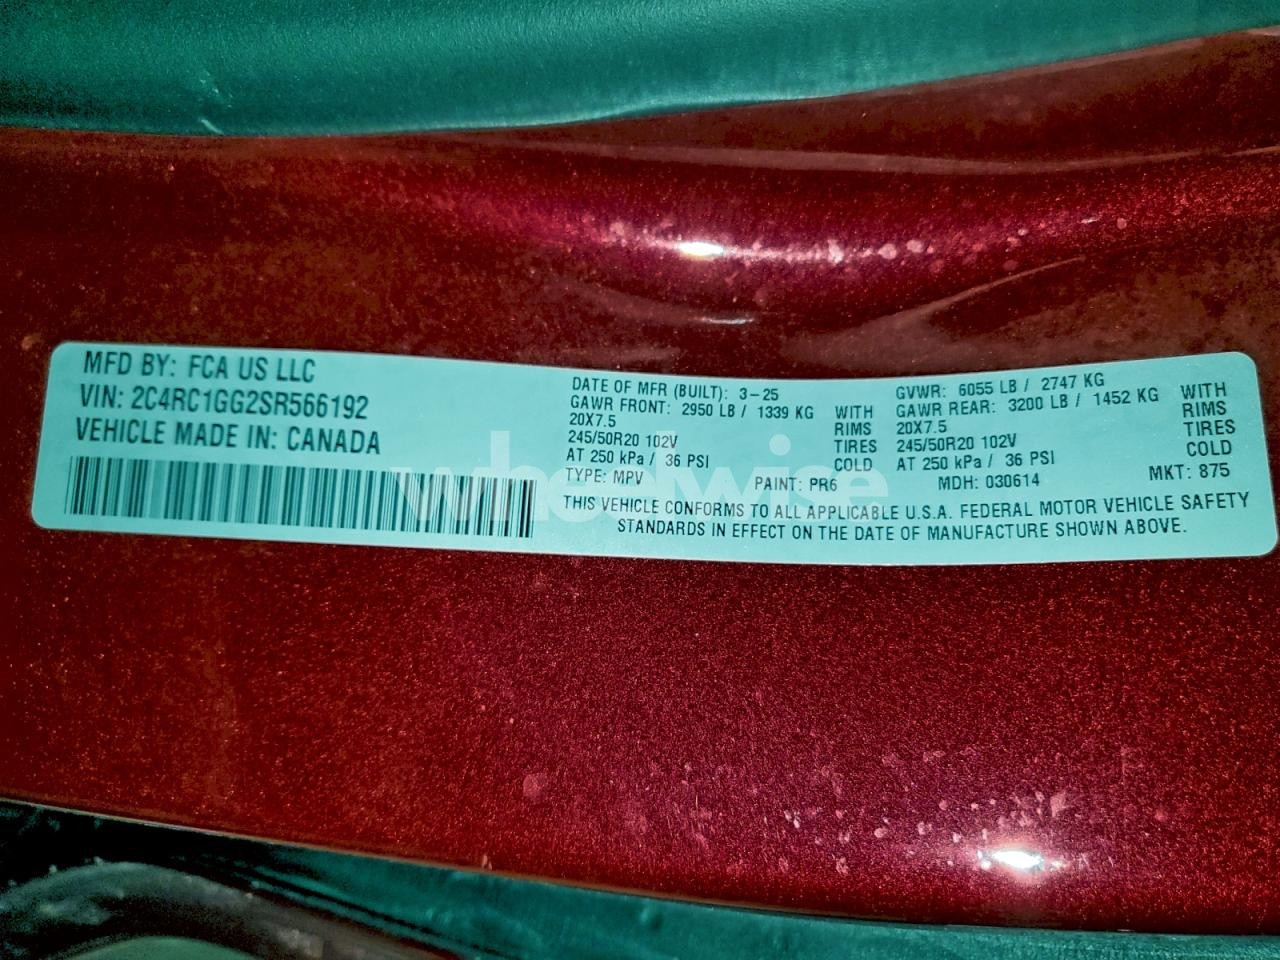 MFD BY: FCA US LLC
VIN: 2C4RC1GG2SR566192
VEHICLE MADE IN: CANADA
DATE OF MFR (BUILT): 3-25
GAWR FRONT: 2950 LB / 1339 KG WITH
20X7.5 RIMS
245/50R20 102V TIRES
AT 250 kPa / 36 PSI COLD
TYPE: MPV PAINT: PR6
GVWR: 6055 LB / 2747 KG
GAWR REAR: 3200 LB / 1452 KG WITH
20X7.5 RIMS
245/50R20 102V TIRES
AT 250 kPa / 36 PSI COLD
MDH: 030614 MKT: 875
THIS VEHICLE CONFORMS TO ALL APPLICABLE U.S.A. FEDERAL MOTOR VEHICLE SAFETY
STANDARDS IN EFFECT ON THE DATE OF MANUFACTURE SHOWN ABOVE.
wheelwise